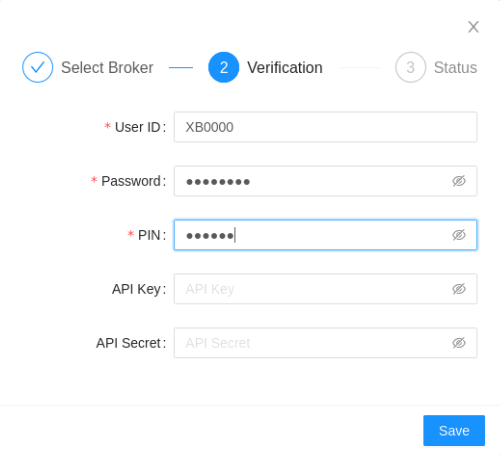 Select Broker
2 Verification
3 Status
* User ID: XB0000
* Password: ●●●●●●●●
* PIN: ●●●●●●
API Key: API Key
API Secret: API Secret
Save